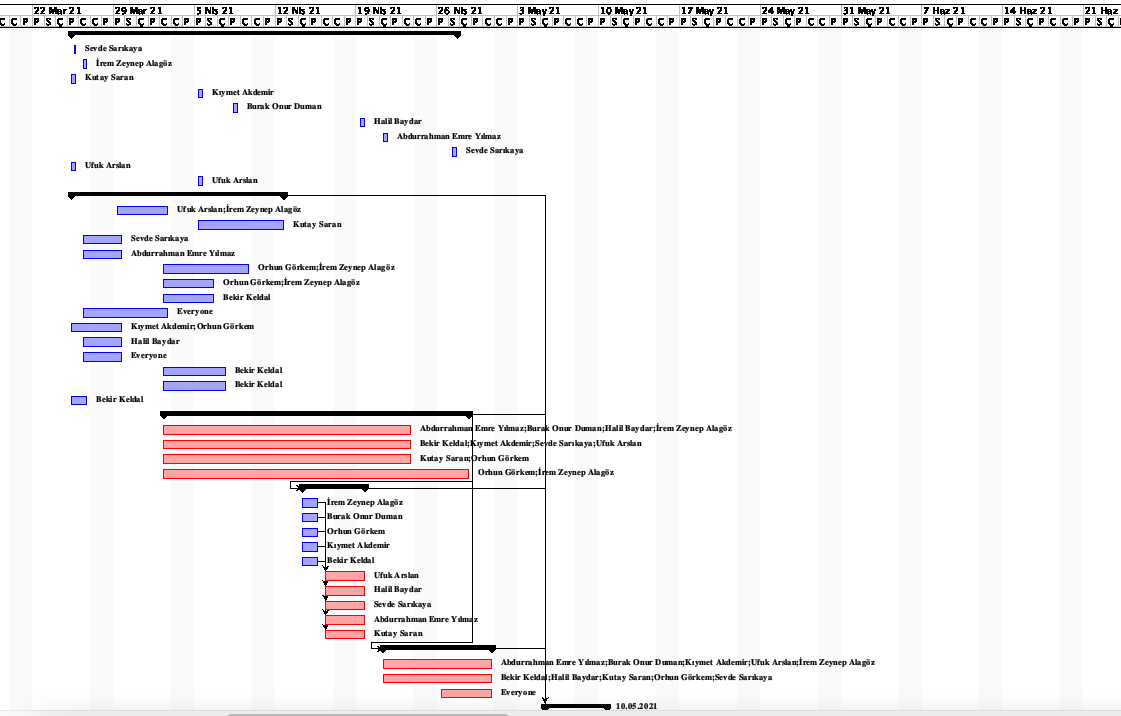 22 Mar 21 29 Mar 21 5 Nis 21 12 Nis 21 19 Nis 21 26 Nis 21 3 May 21 10 May 21 17 May 21 24 May 21 31 May 21 7 Haz 21 14 Haz 21 21 Haz
Sevde Sarıkaya
İrem Zeynep Alagöz
Kutay Saran
Kıymet Akdemir
Burak Onur Duman
Halil Baydar
Abdurrahman Emre Yılmaz
Sevde Sarıkaya
Ufuk Arslan
Ufuk Arslan
Ufuk Arslan;İrem Zeynep Alagöz
Kutay Saran
Sevde Sarıkaya
Abdurrahman Emre Yılmaz
Orhun Görkem;İrem Zeynep Alagöz
Orhun Görkem;İrem Zeynep Alagöz
Bekir Keldal
Everyone
Kıymet Akdemir;Orhun Görkem
Halil Baydar
Everyone
Bekir Keldal
Bekir Keldal
Bekir Keldal
Abdurrahman Emre Yılmaz;Burak Onur Duman;Halil Baydar;İrem Zeynep Alagöz
Bekir Keldal;Kıymet Akdemir;Sevde Sarıkaya;Ufuk Arslan
Kutay Saran;Orhun Görkem
Orhun Görkem;İrem Zeynep Alagöz
İrem Zeynep Alagöz
Burak Onur Duman
Orhun Görkem
Kıymet Akdemir
Bekir Keldal
Ufuk Arslan
Halil Baydar
Sevde Sarıkaya
Abdurrahman Emre Yılmaz
Kutay Saran
Abdurrahman Emre Yılmaz;Burak Onur Duman;Kıymet Akdemir;Ufuk Arslan;İrem Zeynep Alagöz
Bekir Keldal;Halil Baydar;Kutay Saran;Orhun Görkem;Sevde Sarıkaya
Everyone
10.05.2021